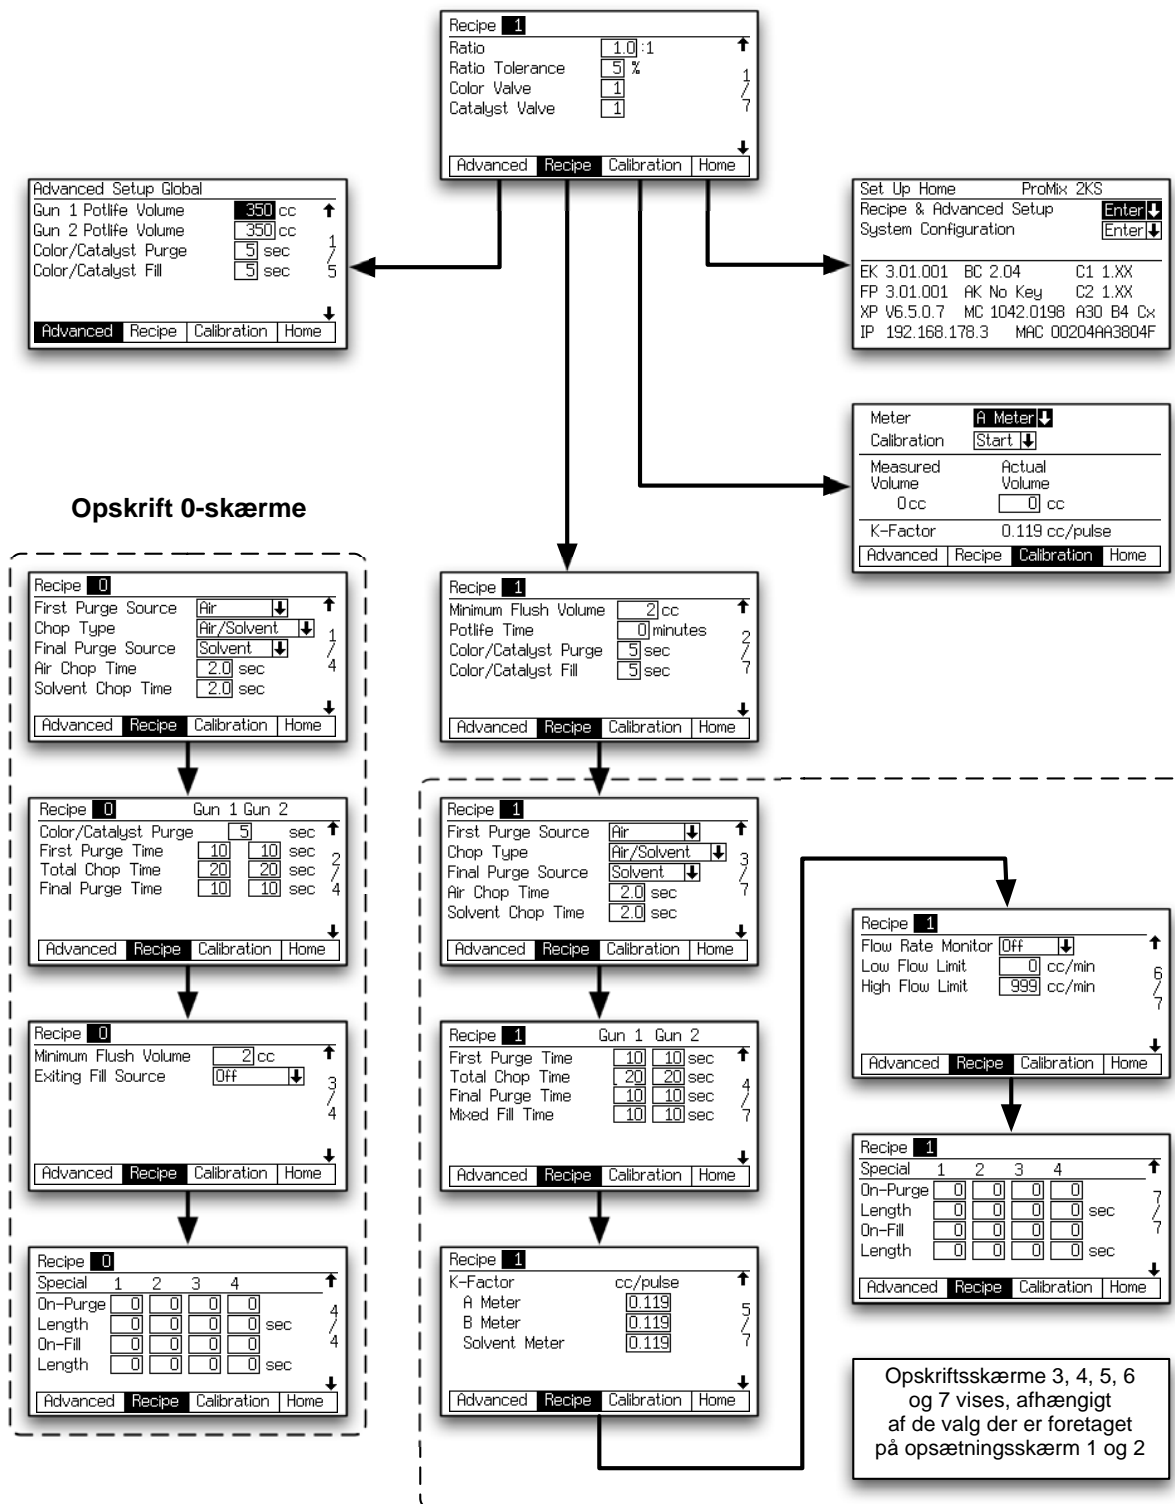 Recipe 1
Ratio 1.0 :1
Ratio Tolerance 5 %
Color Valve 1
Catalyst Valve 1
1/7
Advanced Recipe Calibration Home
Advanced Setup Global
Gun 1 Potlife Volume 350 cc
Gun 2 Potlife Volume 350 cc
Color/Catalyst Purge 5 sec
Color/Catalyst Fill 5 sec
1/5
Advanced Recipe Calibration Home
Set Up Home ProMix 2KS
Recipe & Advanced Setup Enter
System Configuration Enter
EK 3.01.001 BC 2.04 C1 1.XX
FP 3.01.001 AK No Key C2 1.XX
XP V6.5.0.7 MC 1042.0198 A30 B4 Cx
IP 192.168.178.3 MAC 00204AA3804F
Meter A Meter
Calibration Start
Measured Actual
Volume Volume
0 cc 0 cc
K-Factor 0.119 cc/pulse
Advanced Recipe Calibration Home
Opskrift 0-skærme
Recipe 0
First Purge Source Air
Chop Type Air/Solvent
Final Purge Source Solvent
Air Chop Time 2.0 sec
Solvent Chop Time 2.0 sec
1/4
Advanced Recipe Calibration Home
Recipe 0 Gun 1 Gun 2
Color/Catalyst Purge 5 sec
First Purge Time 10 10 sec
Total Chop Time 20 20 sec
Final Purge Time 10 10 sec
2/4
Advanced Recipe Calibration Home
Recipe 0
Minimum Flush Volume 2 cc
Exiting Fill Source Off
3/4
Advanced Recipe Calibration Home
Recipe 0
Special 1 2 3 4
On-Purge 0 0 0 0
Length 0 0 0 0 sec
On-Fill 0 0 0 0
Length 0 0 0 0 sec
4/4
Advanced Recipe Calibration Home
Recipe 1
Minimum Flush Volume 2 cc
Potlife Time 0 minutes
Color/Catalyst Purge 5 sec
Color/Catalyst Fill 5 sec
2/7
Advanced Recipe Calibration Home
Recipe 1
First Purge Source Air
Chop Type Air/Solvent
Final Purge Source Solvent
Air Chop Time 2.0 sec
Solvent Chop Time 2.0 sec
3/7
Advanced Recipe Calibration Home
Recipe 1 Gun 1 Gun 2
First Purge Time 10 10 sec
Total Chop Time 20 20 sec
Final Purge Time 10 10 sec
Mixed Fill Time 10 10 sec
4/7
Advanced Recipe Calibration Home
Recipe 1
K-Factor cc/pulse
A Meter 0.119
B Meter 0.119
Solvent Meter 0.119
5/7
Advanced Recipe Calibration Home
Recipe 1
Flow Rate Monitor Off
Low Flow Limit 0 cc/min
High Flow Limit 999 cc/min
6/7
Advanced Recipe Calibration Home
Recipe 1
Special 1 2 3 4
On-Purge 0 0 0 0
Length 0 0 0 0 sec
On-Fill 0 0 0 0
Length 0 0 0 0 sec
7/7
Advanced Recipe Calibration Home
Opskriftsskærme 3, 4, 5, 6
og 7 vises, afhængigt
af de valg der er foretaget
på opsætningsskærm 1 og 2